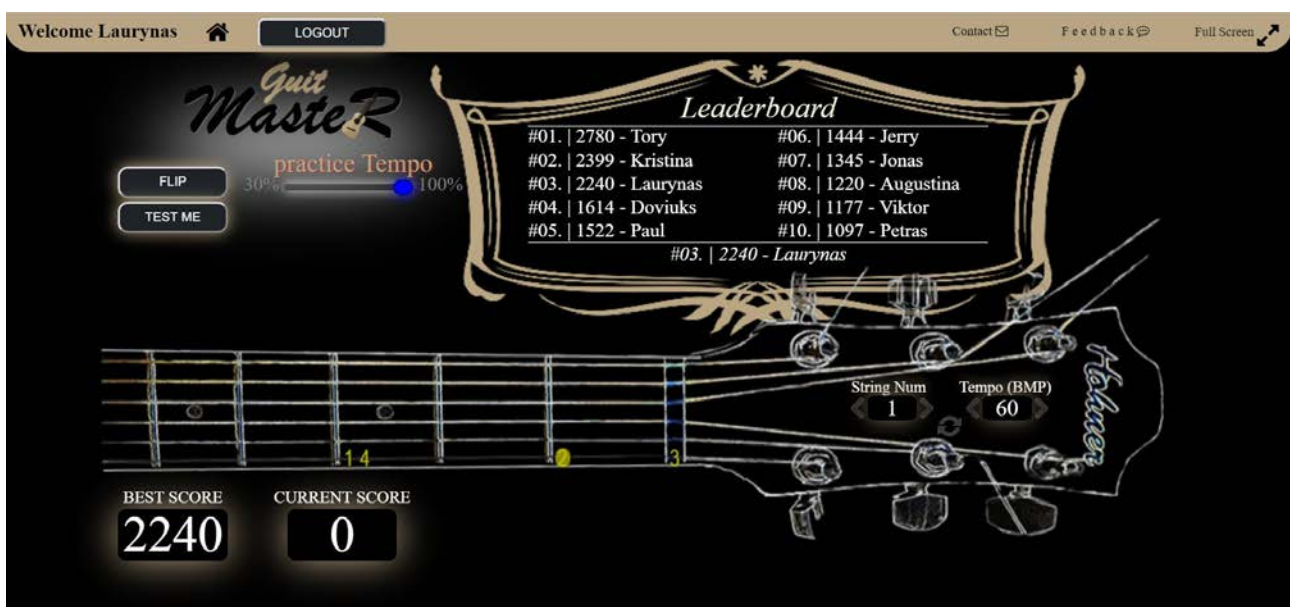 Welcome Laurynas
LOGOUT
Contact
Feedback
Full Screen
Guit
MasteR
practice Tempo
30%
100%
FLIP
TEST ME
Leaderboard
#01. | 2780 - Tory
#02. | 2399 - Kristina
#03. | 2240 - Laurynas
#04. | 1614 - Doviuks
#05. | 1522 - Paul
#06. | 1444 - Jerry
#07. | 1345 - Jonas
#08. | 1220 - Augustina
#09. | 1177 - Viktor
#10. | 1097 - Petras
#03. | 2240 - Laurynas
String Num
1
Tempo (BMP)
60
Hohner
1 4
3
BEST SCORE
2240
CURRENT SCORE
0